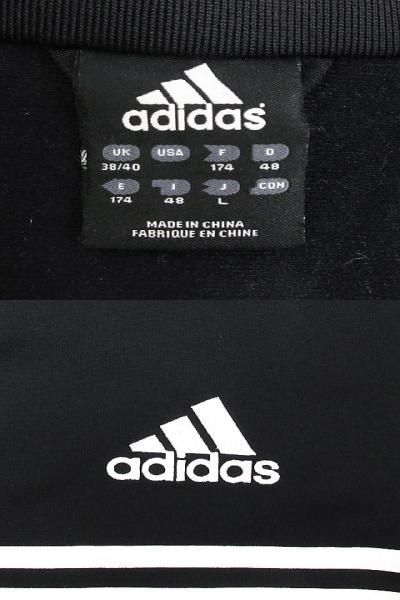 adidas
UK USA F D
38/40 174 48
E I J CDN
174 48 L
MADE IN CHINA
FABRIQUE EN CHINE
adidas